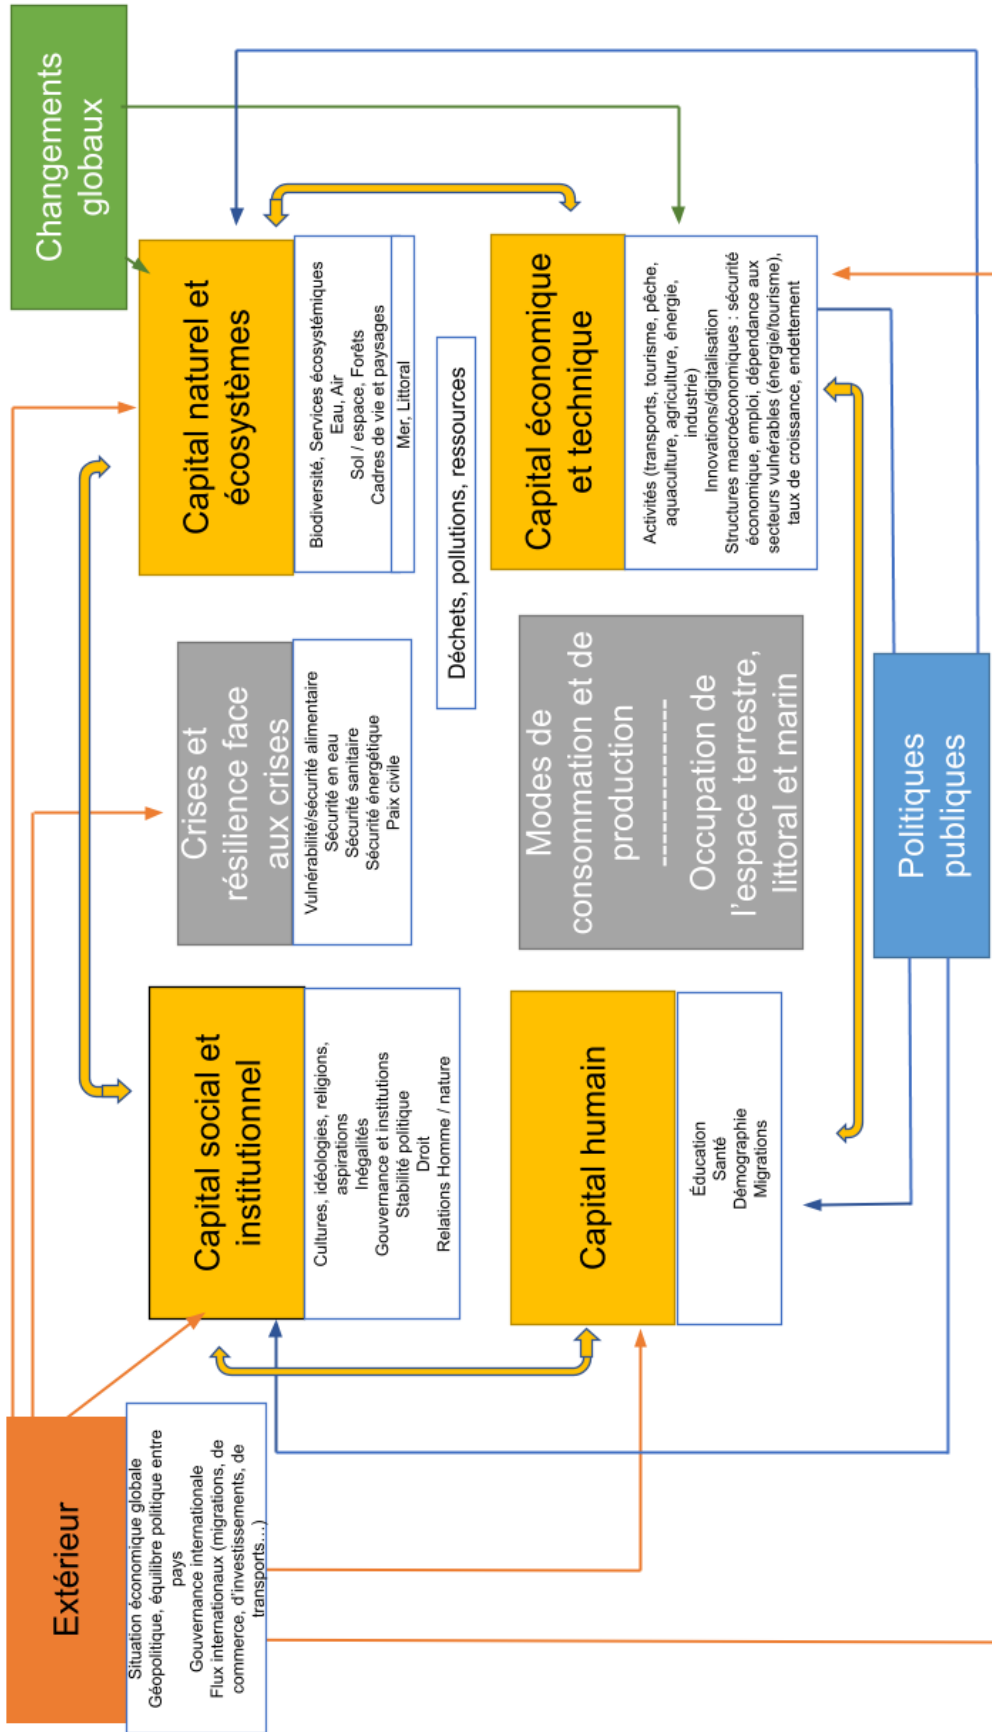 Extérieur
Situation économique globale
Géopolitique, équilibre politique entre
pays
Gouvernance internationale
Flux internationaux (migrations, de
commerce, d'investissements, de
transports…)
Capital social et
institutionnel
Cultures, idéologies, religions,
aspirations
Inégalités
Gouvernance et institutions
Stabilité politique
Droit
Relations Homme / nature
Crises et
résilience face
aux crises
Vulnérabilité/sécurité alimentaire
Sécurité en eau
Sécurité sanitaire
Sécurité énergétique
Paix civile
Capital naturel et
écosystèmes
Biodiversité, Services écosystémiques
Eau, Air
Sol / espace, Forêts
Cadres de vie et paysages
Mer, Littoral
Changements
globaux
Déchets, pollutions, ressources
Capital humain
Éducation
Santé
Démographie
Migrations
Modes de
consommation et de
production
---------------
Occupation de
l'espace terrestre,
littoral et marin
Capital économique
et technique
Activités (transports, tourisme, pêche,
aquaculture, agriculture, énergie,
industrie)
Innovations/digitalisation
Structures macroéconomiques : sécurité
économique, emploi, dépendance aux
secteurs vulnérables (énergie/tourisme),
taux de croissance, endettement
Politiques
publiques